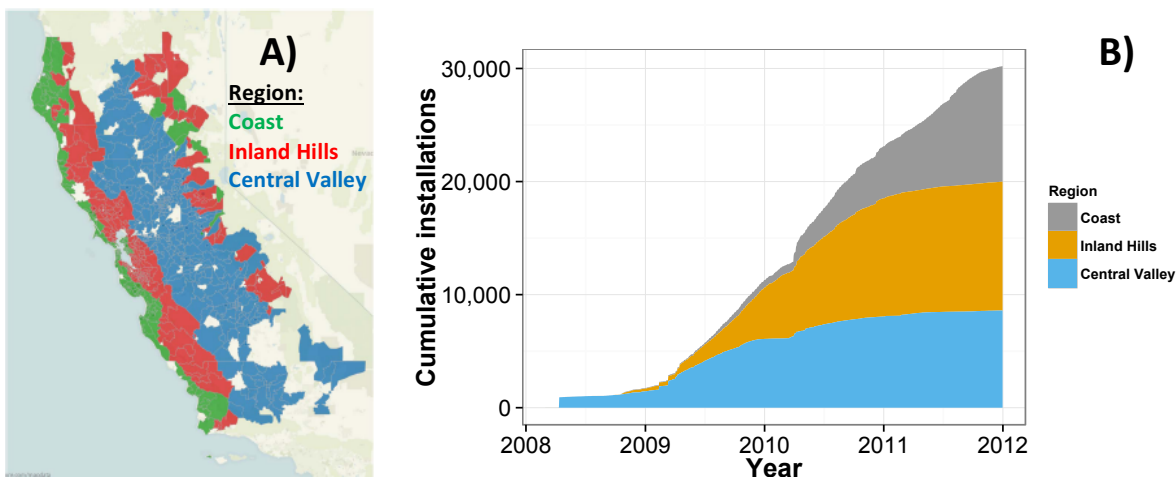 A)
Region:
Coast
Inland Hills
Central Valley
B)
Cumulative installations
30,000
20,000
10,000
0
2008
2009
2010
2011
2012
Year
Region
Coast
Inland Hills
Central Valley